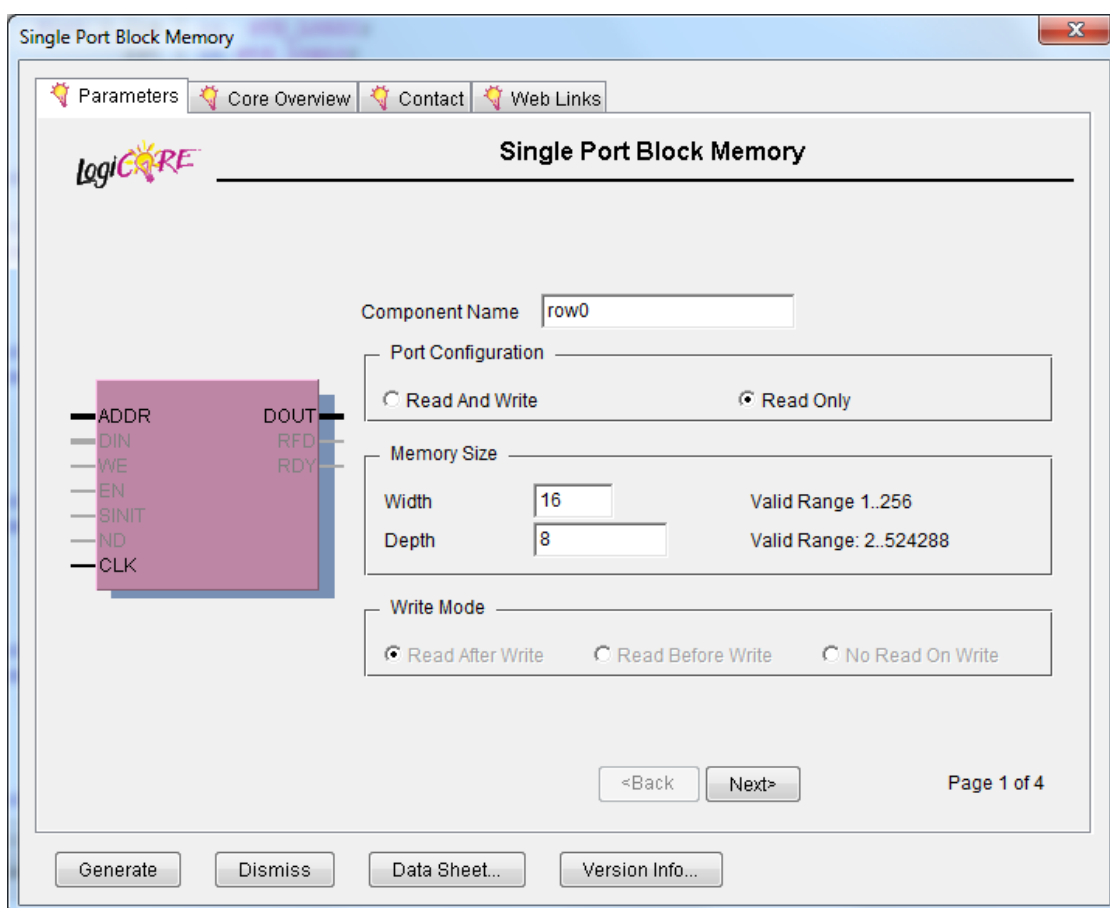 Single Port Block Memory
X
Parameters Core Overview Contact Web Links
LogiCORE
Single Port Block Memory
Component Name row0
Port Configuration
Read And Write Read Only
ADDR DOUT
DIN RFD
WE RDY
EN
SINIT
ND
CLK
Memory Size
Width 16 Valid Range 1..256
Depth 8 Valid Range: 2..524288
Write Mode
Read After Write Read Before Write No Read On Write
<Back Next> Page 1 of 4
Generate Dismiss Data Sheet... Version Info...